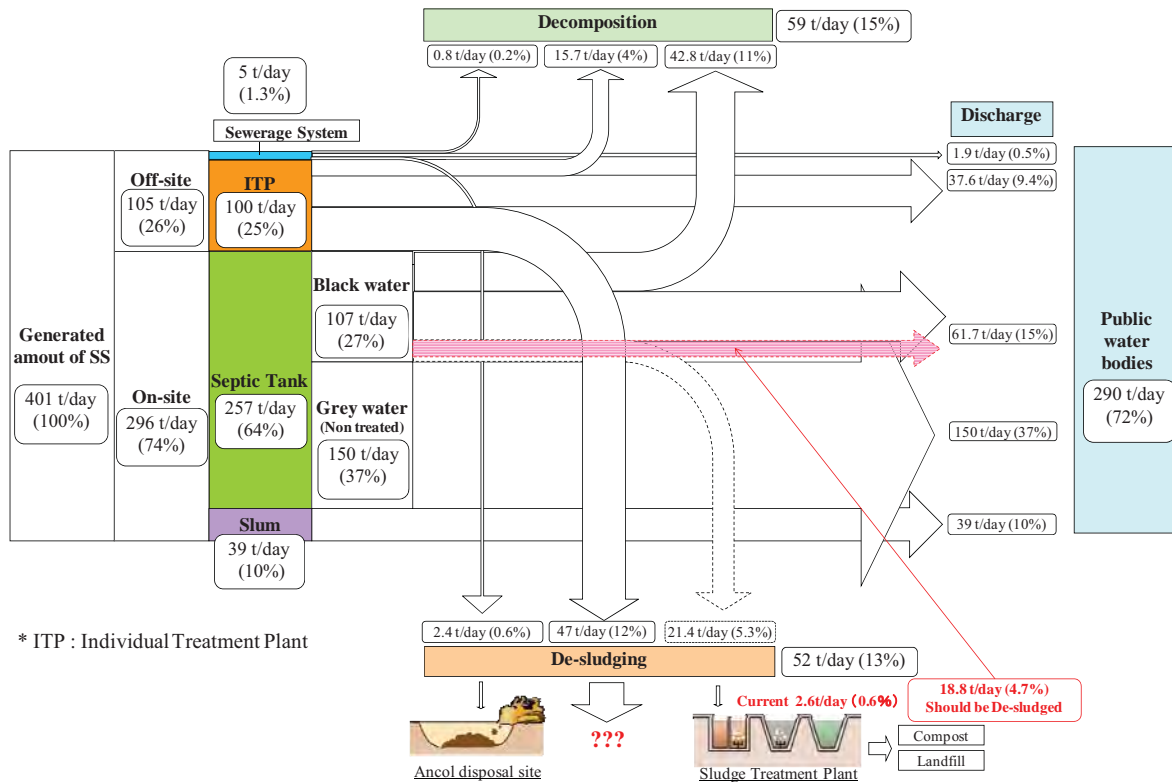 Decomposition
59 t/day (15%)
0.8 t/day (0.2%)
15.7 t/day (4%)
42.8 t/day (11%)
5 t/day
(1.3%)
Sewerage System
Discharge
1.9 t/day (0.5%)
37.6 t/day (9.4%)
61.7 t/day (15%)
150 t/day (37%)
39 t/day (10%)
Public
water
bodies
290 t/day
(72%)
Generated
amout of SS
401 t/day
(100%)
Off-site
105 t/day
(26%)
On-site
296 t/day
(74%)
ITP
100 t/day
(25%)
Septic Tank
257 t/day
(64%)
Slum
39 t/day
(10%)
Black water
107 t/day
(27%)
Grey water
(Non treated)
150 t/day
(37%)
* ITP : Individual Treatment Plant
2.4 t/day (0.6%)
47 t/day (12%)
21.4 t/day (5.3%)
De-sludging
52 t/day (13%)
Current 2.6t/day (0.6%)
18.8 t/day (4.7%)
Should be De-sludged
???
Ancol disposal site
Sludge Treatment Plant
Compost
Landfill